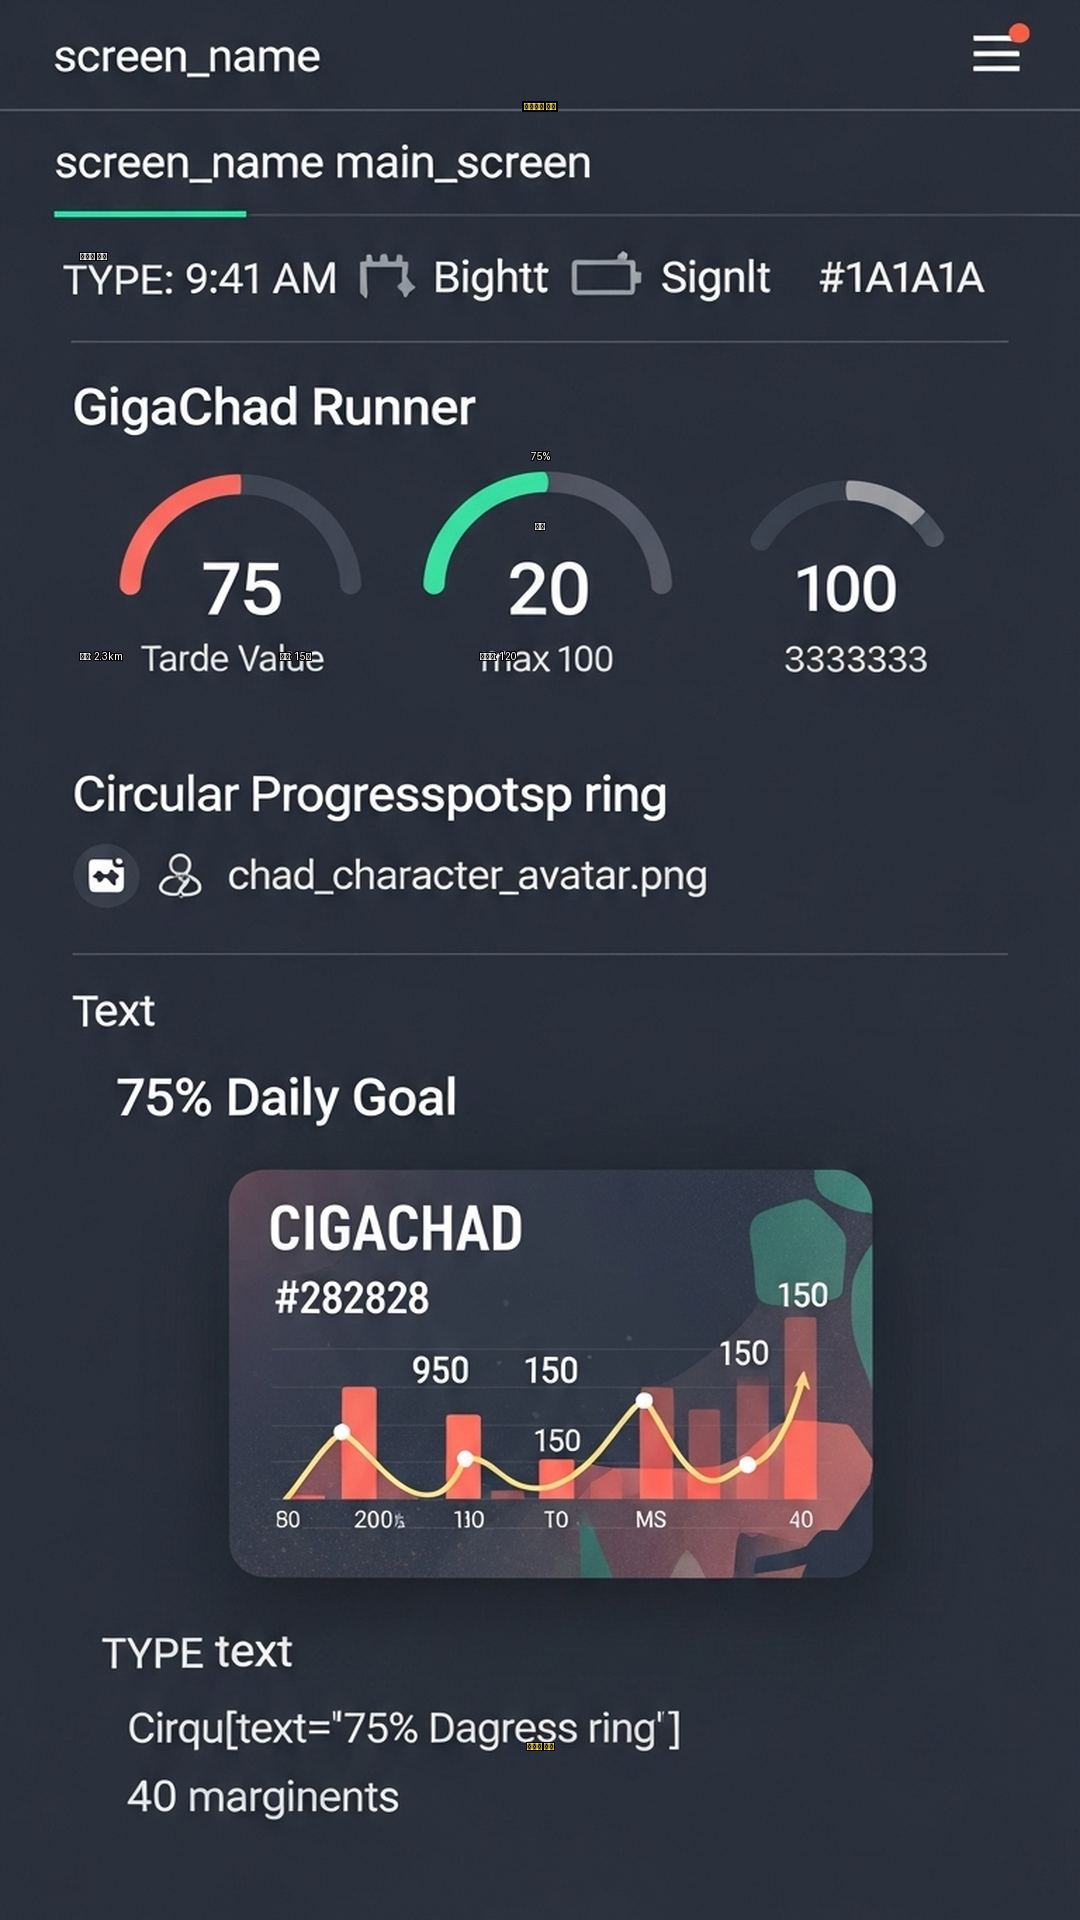 screen_name
screen_name main_screen
TYPE: 9:41 AM Bightt Signlt #1A1A1A
GigaChad Runner
75%
75 20 100
2.3km Tarde Value 15 max 100 120 3333333
Circular Progresspotsp ring
chad_character_avatar.png
Text
75% Daily Goal
CIGACHAD
#282828
150
950 150 150
150
80 200 110 TO MS 40
TYPE text
Cirqu[text="75% Dagress ring"]
40 marginents